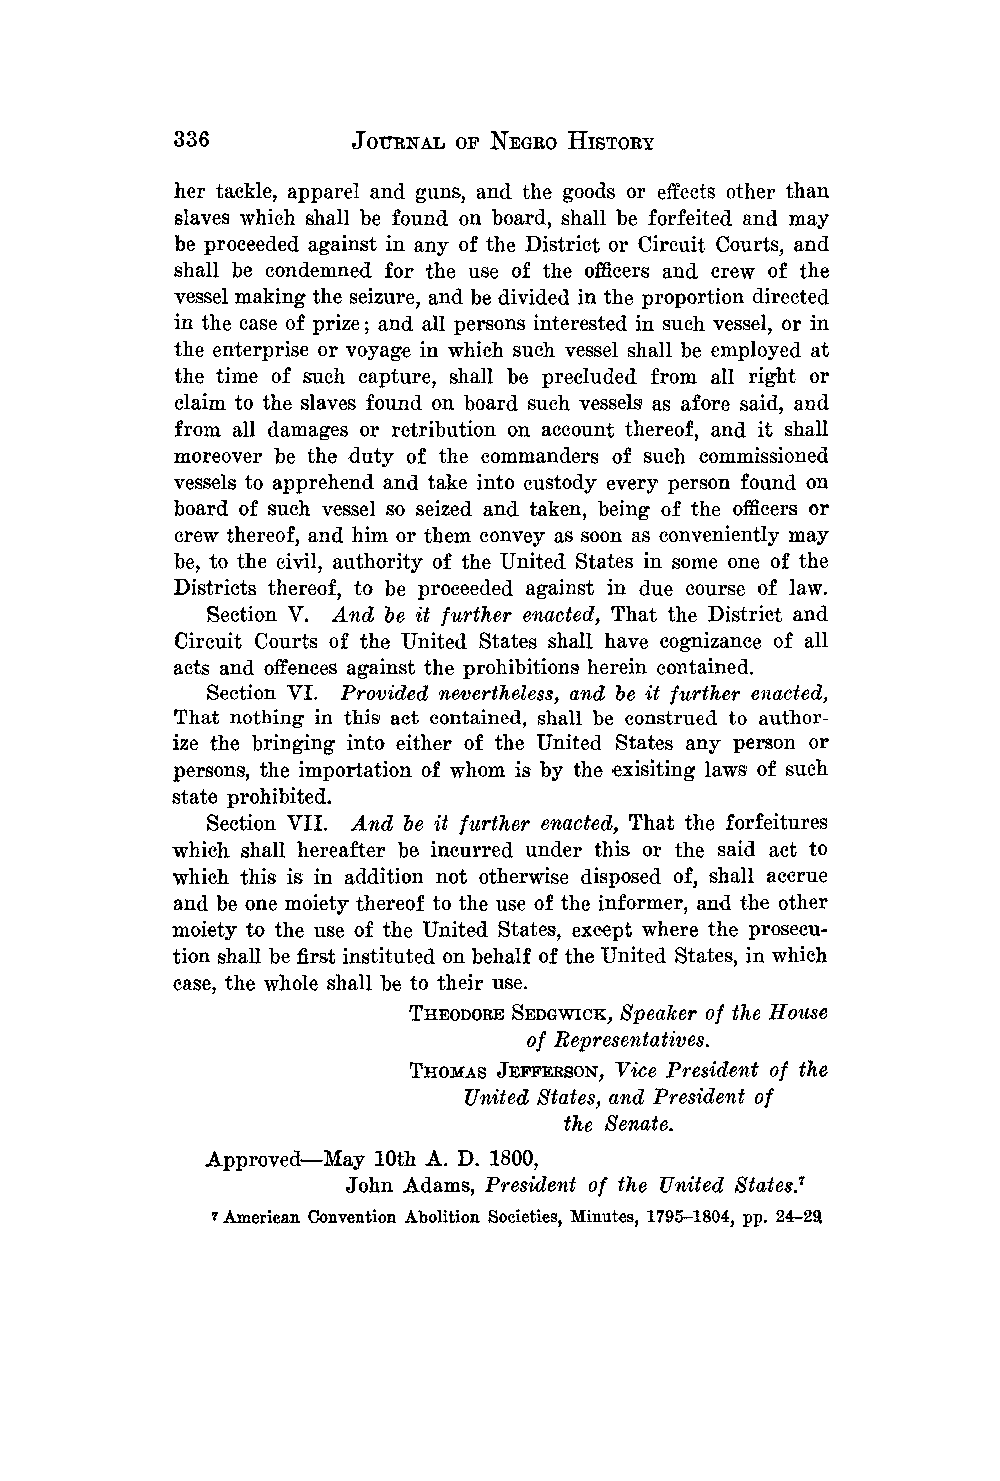 336 JOURNAL OF NEGRO HISTORY
her tackle, apparel and guns, and the goods or effects other than
slaves which shall be found on board, shall be forfeited and may
be proceeded against in any of the District or Circuit Courts, and
shall be condemned for the use of the officers and crew of the
vessel making the seizure, and be divided in the proportion directed
in the case of prize; and all persons interested in such vessel, or in
the enterprise or voyage in which such vessel shall be employed at
the time of such capture, shall be precluded from all right or
claim to the slaves found on board such vessels as afore said, and
from all damages or retribution on account thereof, and it shall
moreover be the duty of the commanders of such commissioned
vessels to apprehend and take into custody every person found on
board of such vessel so seized and taken, being of the officers or
crew thereof, and him or them convey as soon as conveniently may
be, to the civil, authority of the United States in some one of the
Districts thereof, to be proceeded against in due course of law.
Section V. And be it further enacted, That the District and
Circuit Courts of the United States shall have cognizance of all
acts and offences against the prohibitions herein contained.
Section VI. Provided nevertheless, and be it further enacted,
That nothing in this act contained, shall be construed to author-
ize the bringing into either of the United States any person or
persons, the importation of whom is by the exisiting laws of such
state prohibited.
Section VII. And be it further enacted, That the forfeitures
which shall hereafter be incurred under this or the said act to
which this is in addition not otherwise disposed of, shall accrue
and be one moiety thereof to the use of the informer, and the other
moiety to the use of the United States, except where the prosecu-
tion shall be first instituted on behalf of the United States, in which
case, the whole shall be to their use.
THEODORE SEDGWICK, Speaker of the House
of Representatives.
THOMAS JEFFERSON, Vice President of the
United States, and President of
the Senate.
Approved—May 10th A. D. 1800,
John Adams, President of the United States.7
7 American Convention Abolition Societies, Minutes, 1795–1804, pp. 24–29.